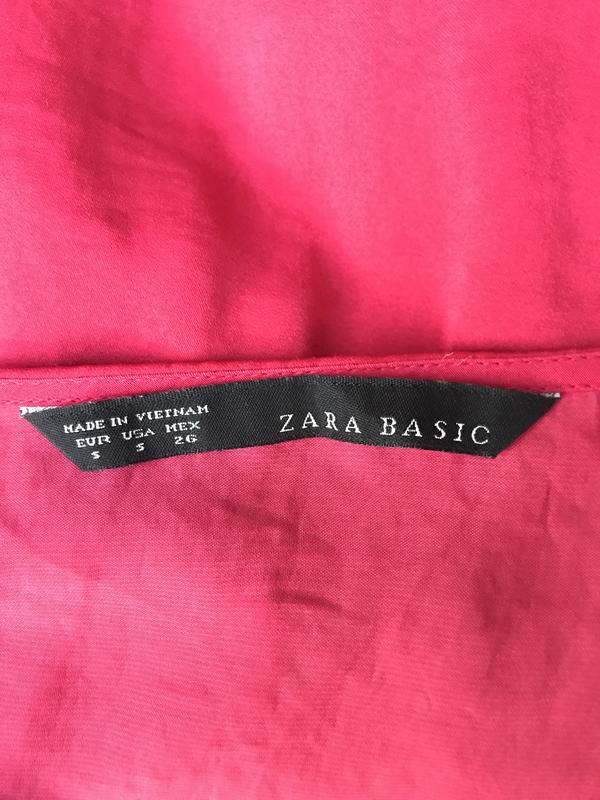 MADE IN VIETNAM
EUR USA MEX
S S 26
ZARA BASIC